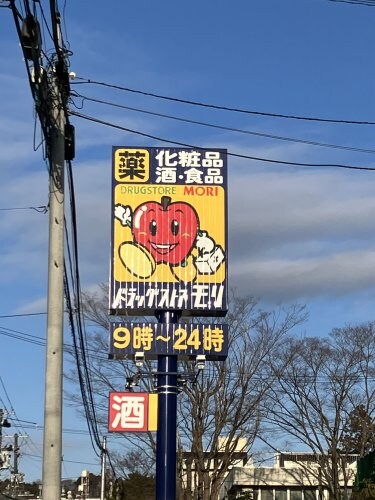 薬 化粧品
酒・食品
DRUGSTORE MORI
ドラッグストア モリ
9時~24時
酒